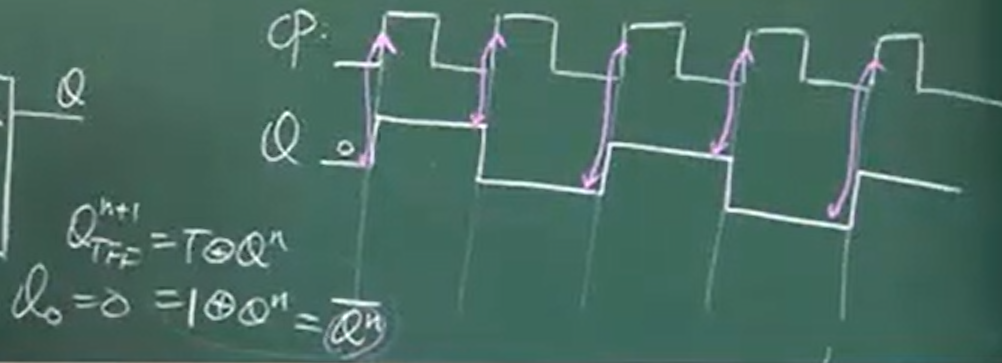 CP:
Q
Q 0
Q^{n+1}_{TFF} = T⊕Q^n
Q_0 = 0 = 1⊕Q^n = \overline{Q^n}